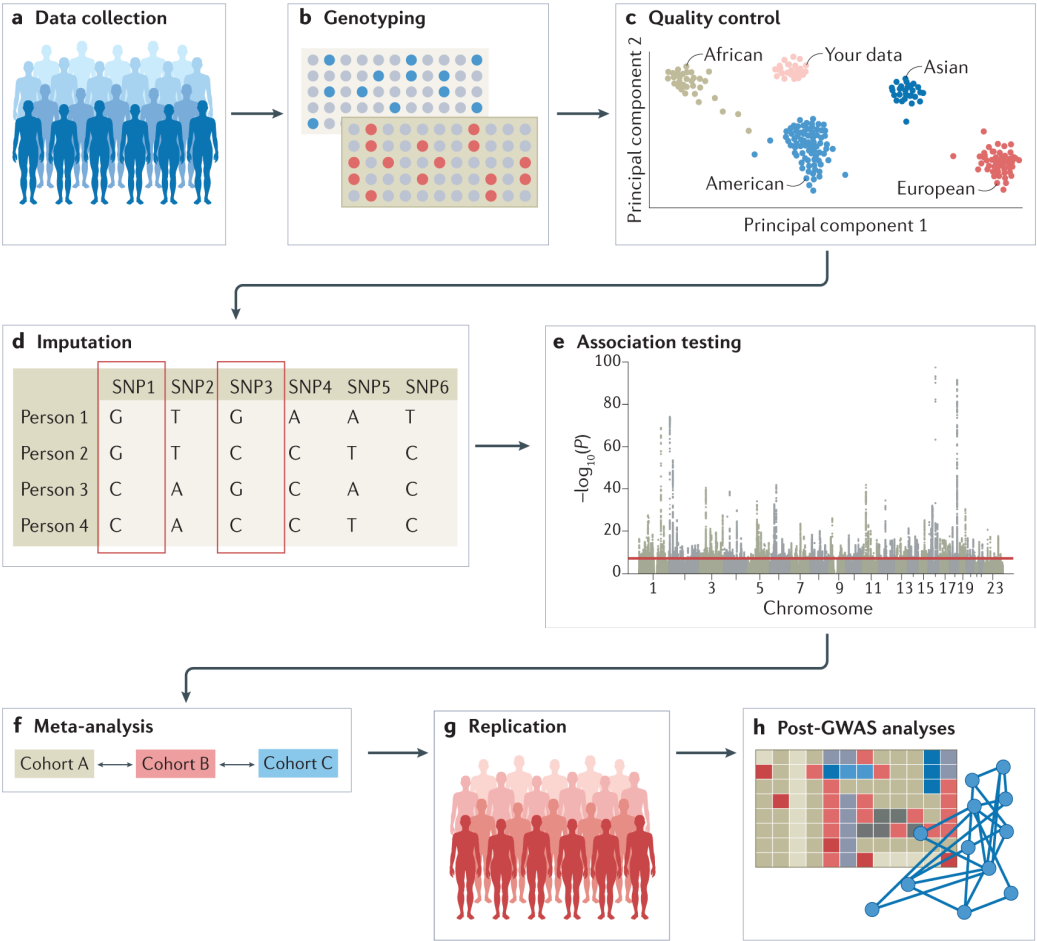 a Data collection
b Genotyping
c Quality control
Principal component 2
African
Your data
Asian
American
European
Principal component 1
d Imputation
SNP1 SNP2 SNP3 SNP4 SNP5 SNP6
Person 1 G T G A A T
Person 2 G T C C T C
Person 3 C A G C A C
Person 4 C A C C T C
e Association testing
–log10(P)
100
80
60
40
20
0
1 3 5 7 9 11 13 15 17 19 23
Chromosome
f Meta-analysis
Cohort A Cohort B Cohort C
g Replication
h Post-GWAS analyses